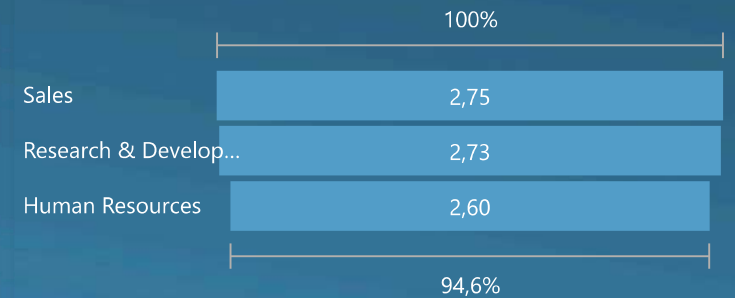 100%
Sales 2,75
Research & Develop... 2,73
Human Resources 2,60
94,6%